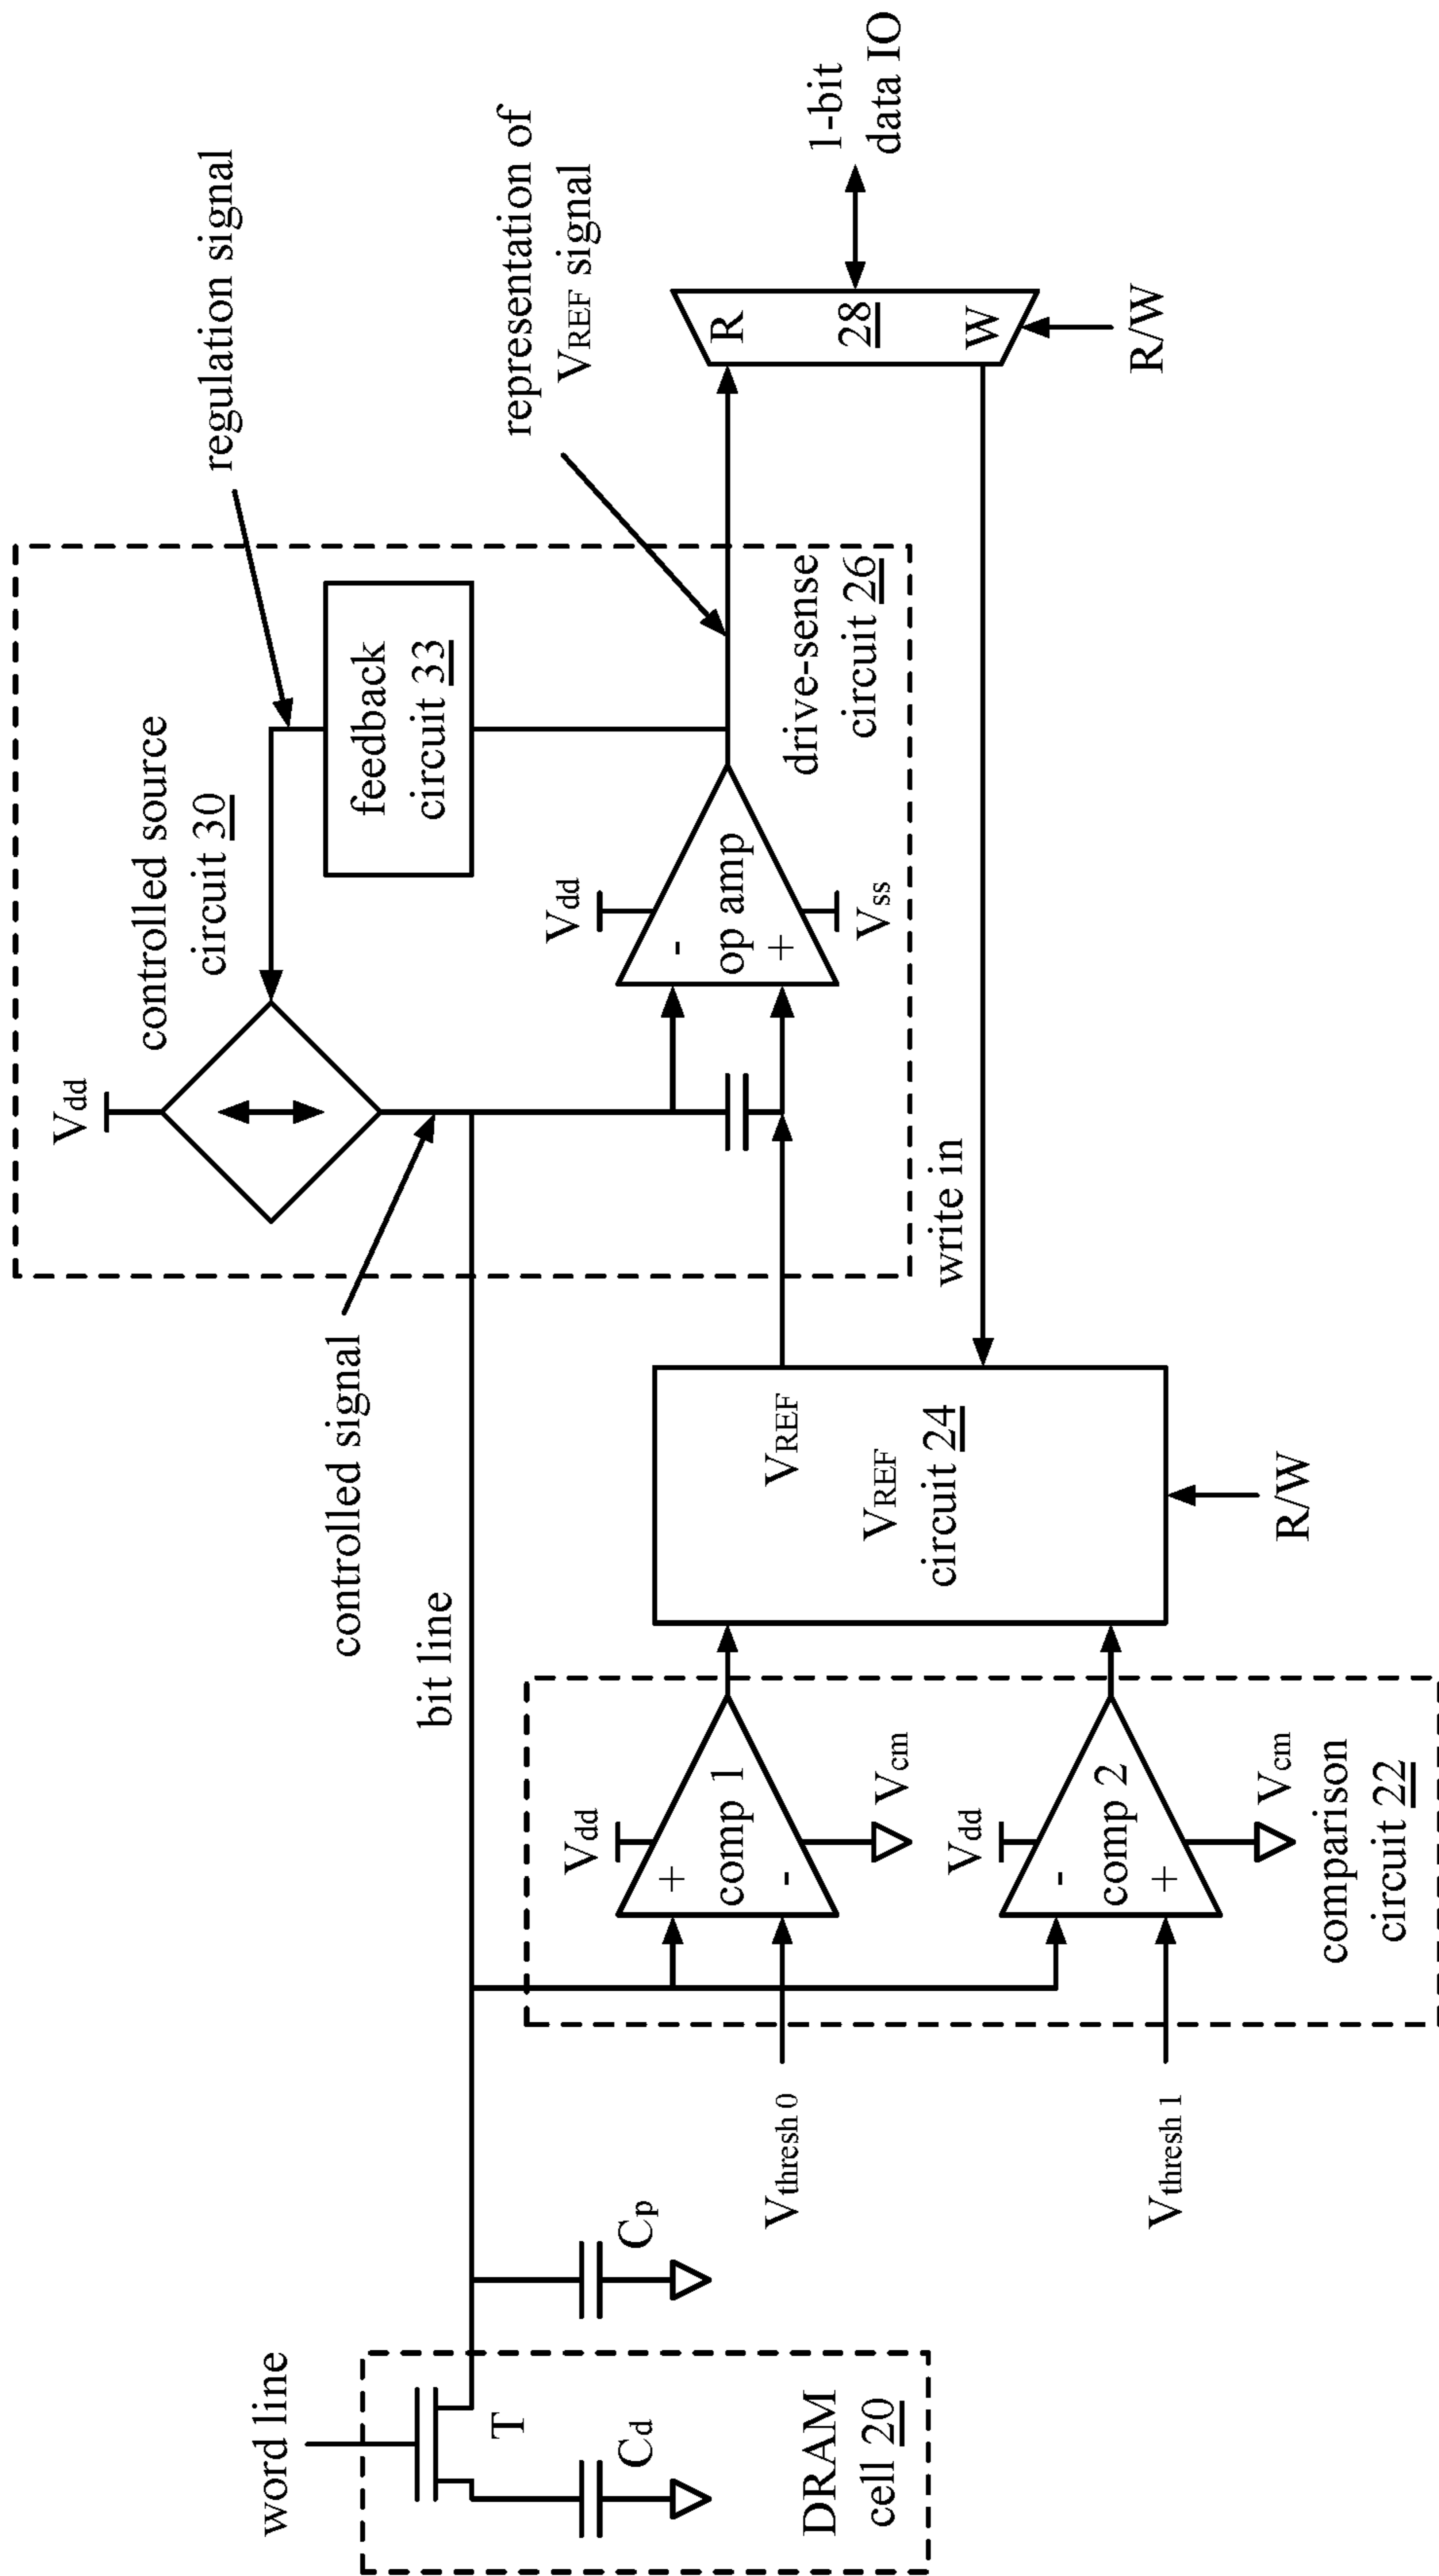 word line
T
Cd
DRAM
cell 20
Cp
Vthresh 0
Vthresh 1
bit line
Vdd
+
comp 1
-
Vcm
Vdd
-
comp 2
+
Vcm
comparison
circuit 22
controlled signal
VREF
VREF
circuit 24
R/W
write in
Vdd
controlled source
circuit 30
regulation signal
feedback
circuit 33
Vdd
-
op amp
+
Vss
drive-sense
circuit 26
representation of
VREF signal
R
28
W
R/W
1-bit
data IO